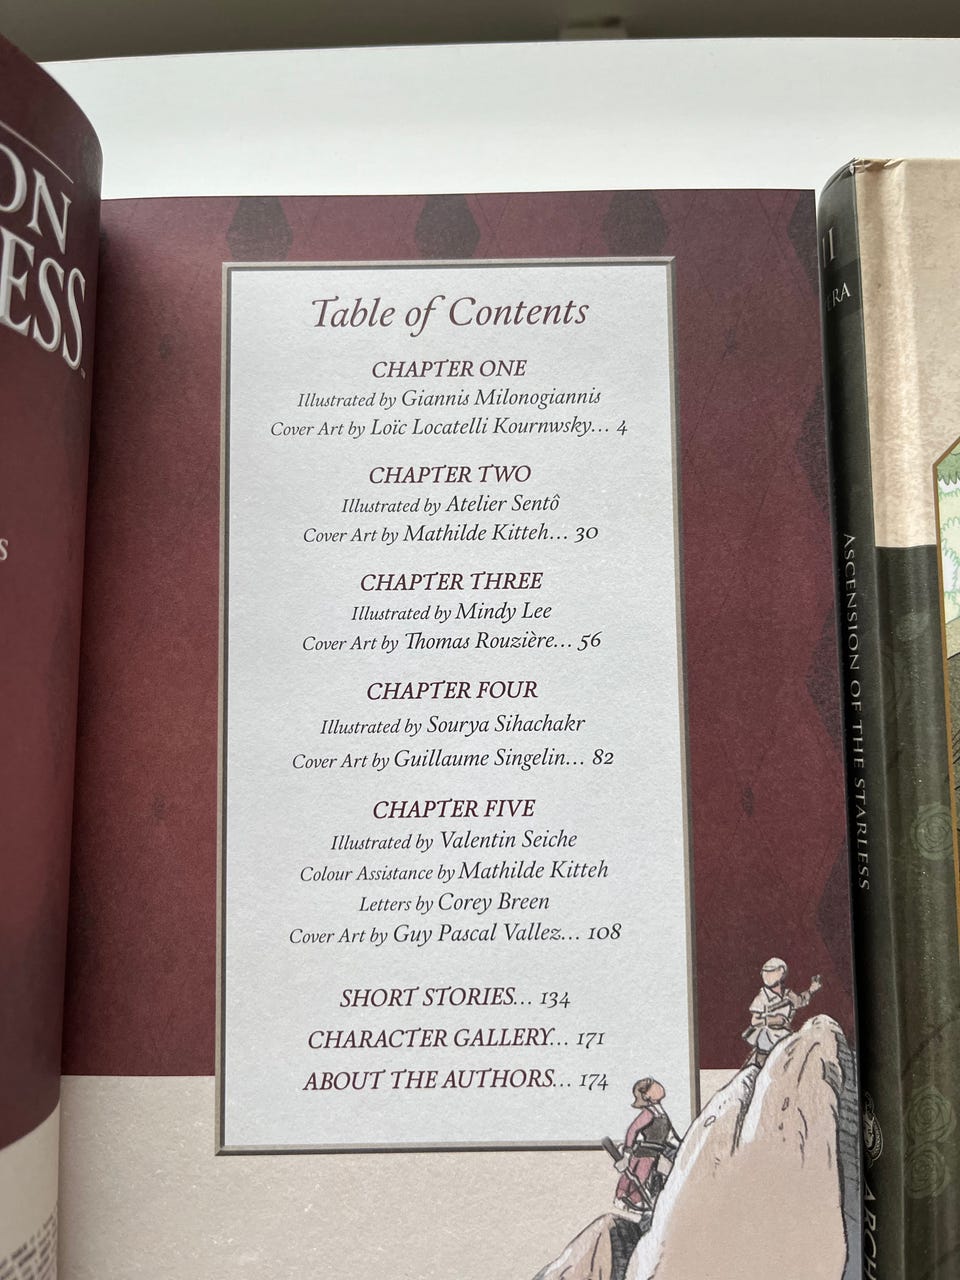 ON
ESS
S
Table of Contents
CHAPTER ONE
Illustrated by Giannis Milonogiannis
Cover Art by Loïc Locatelli Kournwsky... 4
CHAPTER TWO
Illustrated by Atelier Sentô
Cover Art by Mathilde Kitteh... 30
CHAPTER THREE
Illustrated by Mindy Lee
Cover Art by Thomas Rouzière... 56
CHAPTER FOUR
Illustrated by Sourya Sihachakr
Cover Art by Guillaume Singelin... 82
CHAPTER FIVE
Illustrated by Valentin Seiche
Colour Assistance by Mathilde Kitteh
Letters by Corey Breen
Cover Art by Guy Pascal Vallez... 108
SHORT STORIES... 134
CHARACTER GALLERY... 171
ABOUT THE AUTHORS... 174
II
ERA
ASCENSION OF THE STARLESS
ARCH